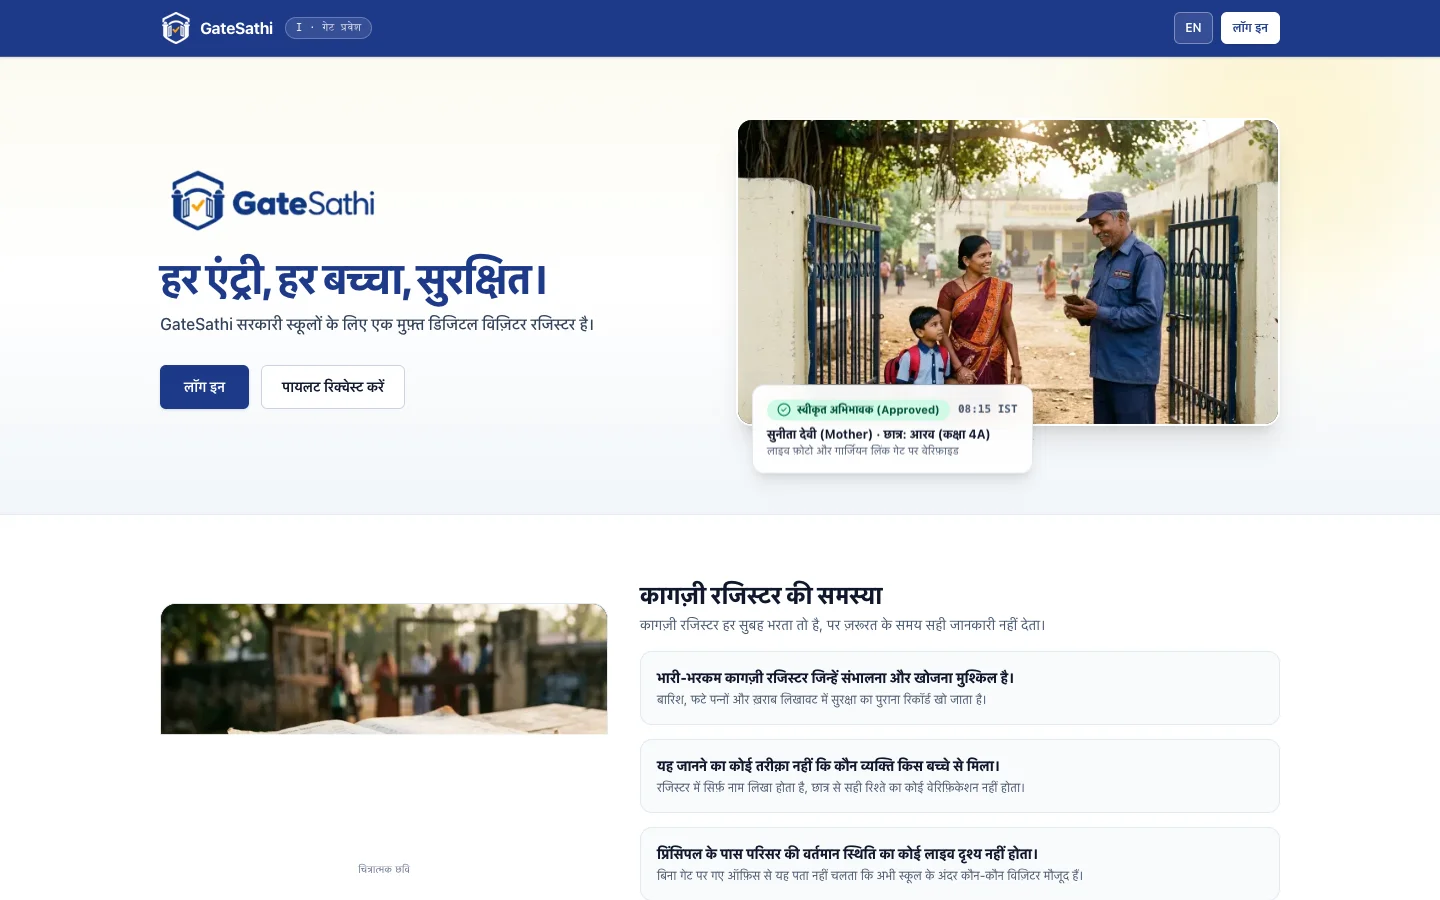 GateSathi
I · गेट प्रवेश
EN
लॉग इन
GateSathi
हर एंट्री, हर बच्चा, सुरक्षित।
GateSathi सरकारी स्कूलों के लिए एक मुफ़्त डिजिटल विज़िटर रजिस्टर है।
लॉग इन
पायलट रिक्वेस्ट करें
स्वीकृत अभिभावक (Approved)
08:15 IST
सुनीता देवी (Mother) · छात्र: आरव (कक्षा 4A)
लाइव फ़ोटो और गार्जियन लिंक गेट पर वेरिफ़ाइड
कागज़ी रजिस्टर की समस्या
कागज़ी रजिस्टर हर सुबह भरता तो है, पर ज़रूरत के समय सही जानकारी नहीं देता।
भारी-भरकम कागज़ी रजिस्टर जिन्हें संभालना और खोजना मुश्किल है।
बारिश, फटे पन्नों और ख़राब लिखावट में सुरक्षा का पुराना रिकॉर्ड खो जाता है।
यह जानने का कोई तरीक़ा नहीं कि कौन व्यक्ति किस बच्चे से मिला।
रजिस्टर में सिर्फ़ नाम लिखा होता है, छात्र से सही रिश्ते का कोई वेरिफ़िकेशन नहीं होता।
प्रिंसिपल के पास परिसर की वर्तमान स्थिति का कोई लाइव दृश्य नहीं होता।
बिना गेट पर गए ऑफ़िस से यह पता नहीं चलता कि अभी स्कूल के अंदर कौन-कौन विज़िटर मौजूद हैं।
चित्रात्मक छवि